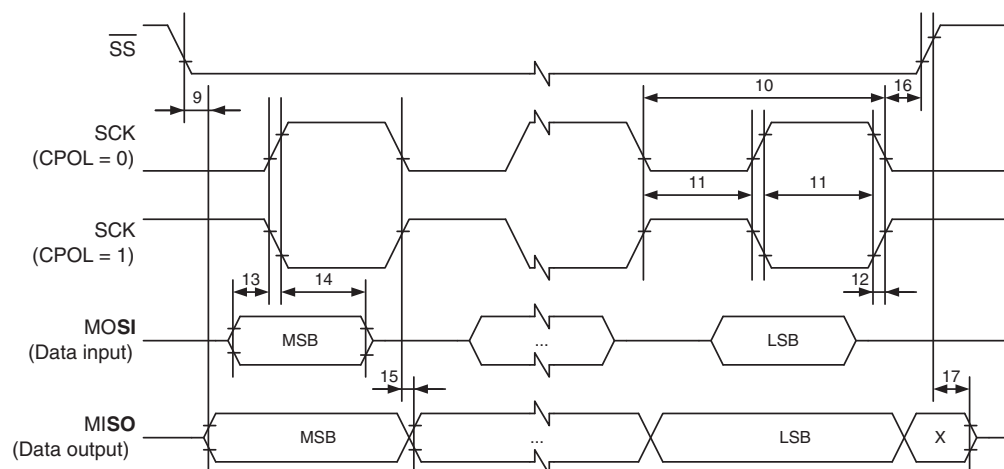 SS
9
10
16
SCK
(CPOL = 0)
11
11
SCK
(CPOL = 1)
13
14
12
MOSI
(Data input)
MSB
...
LSB
15
17
MISO
(Data output)
MSB
...
LSB
X